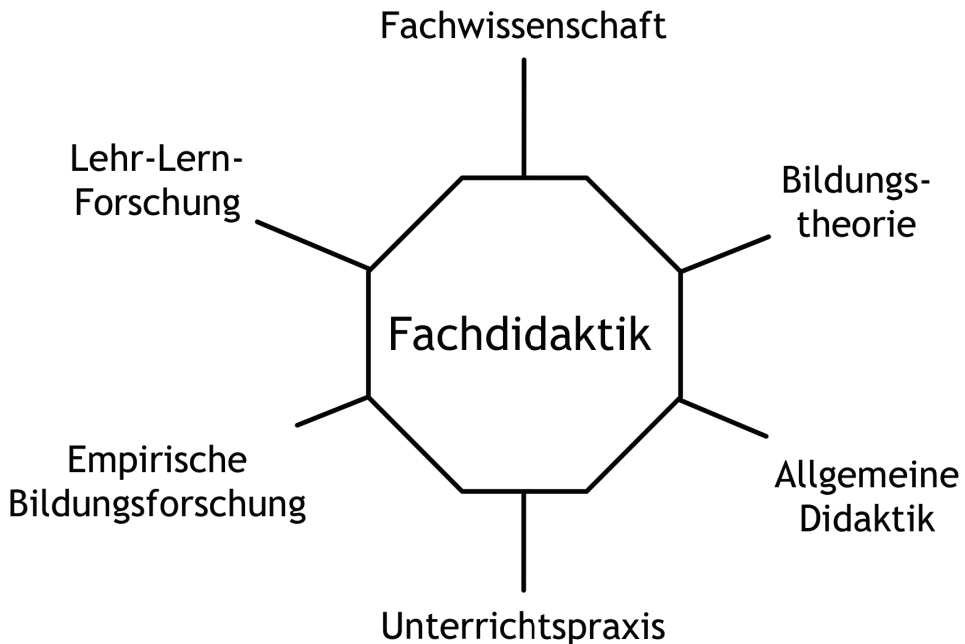 Fachwissenschaft
Lehr-Lern-
Forschung
Bildungs-
theorie
Fachdidaktik
Empirische
Bildungsforschung
Allgemeine
Didaktik
Unterrichtspraxis